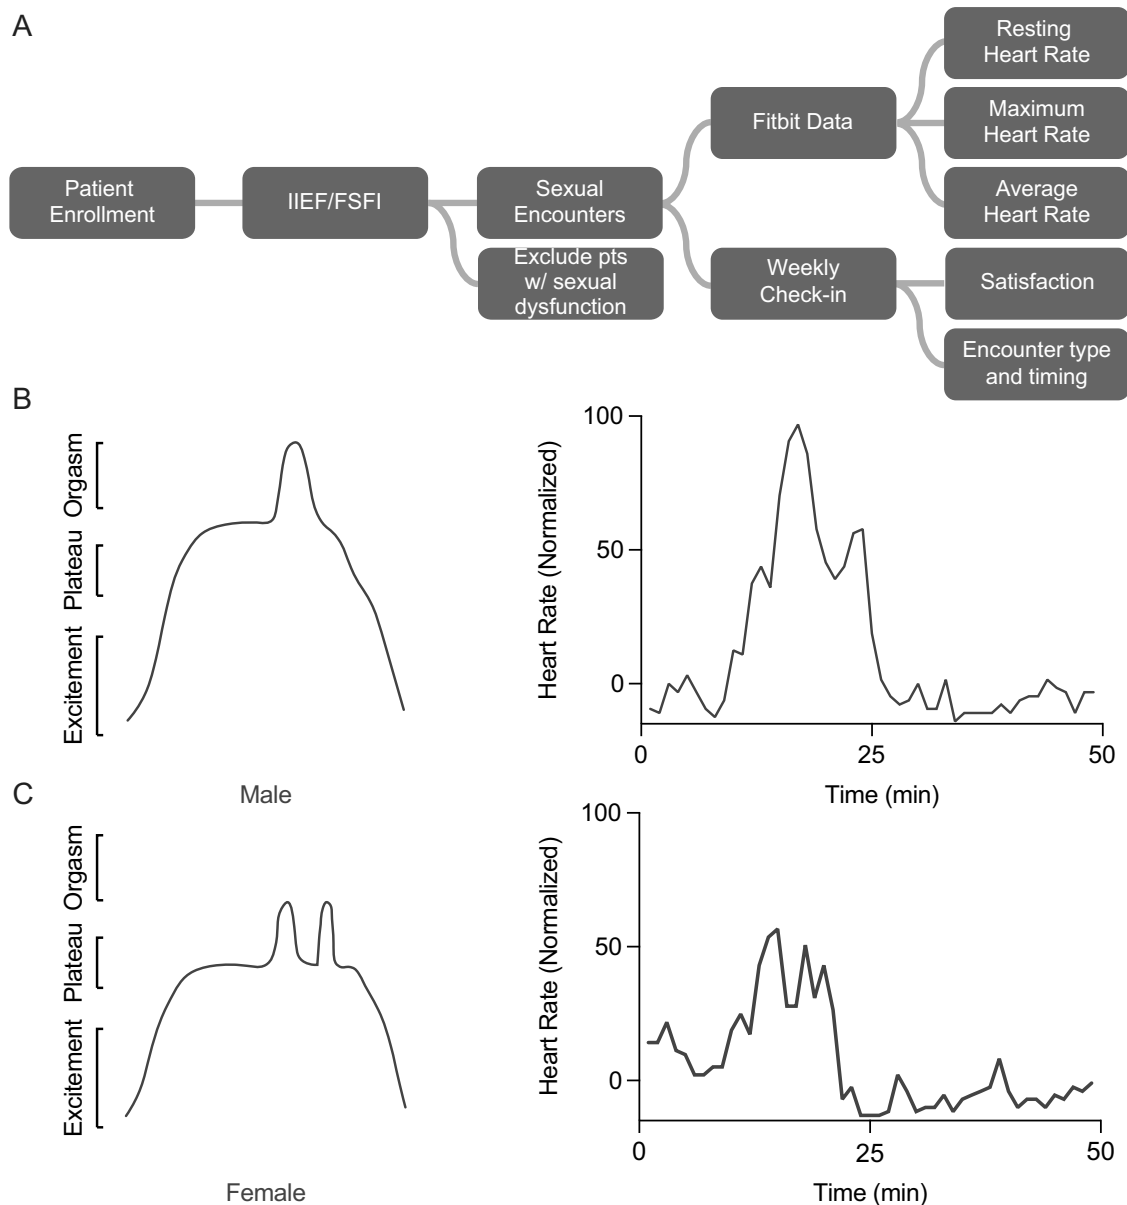 A
Patient
Enrollment
IIEF/FSFI
Sexual
Encounters
Exclude pts
w/ sexual
dysfunction
Fitbit Data
Weekly
Check-in
Resting
Heart Rate
Maximum
Heart Rate
Average
Heart Rate
Satisfaction
Encounter type
and timing
B
Orgasm
Plateau
Excitement
Male
Heart Rate (Normalized)
100
50
0
0
25
50
Time (min)
C
Orgasm
Plateau
Excitement
Female
Heart Rate (Normalized)
100
50
0
0
25
50
Time (min)